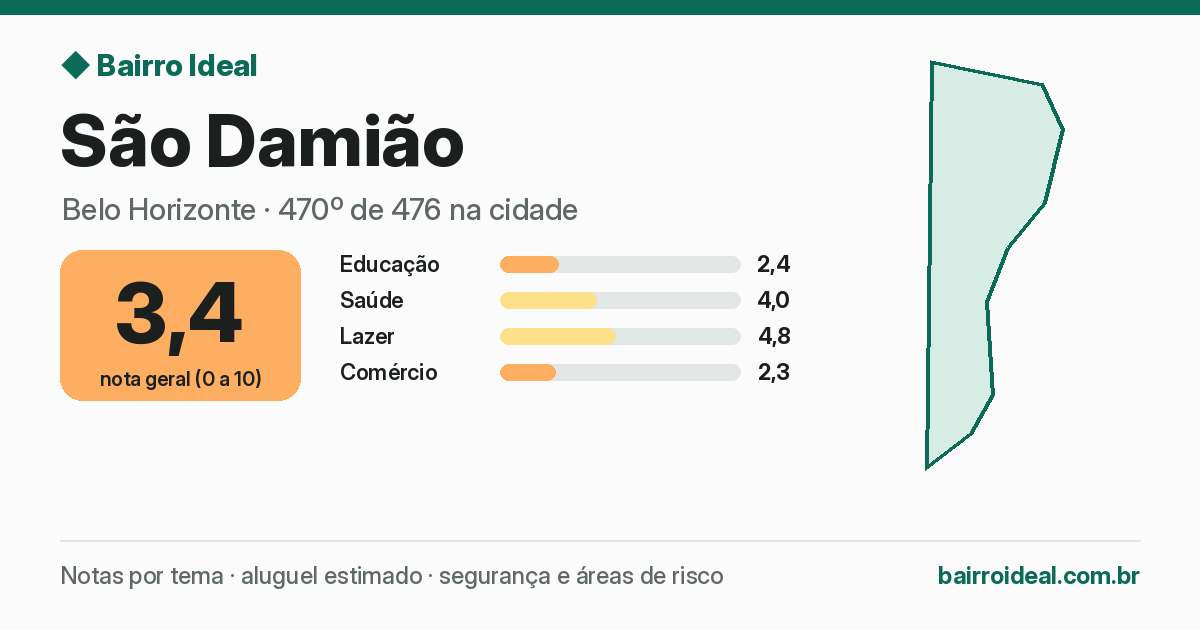 Bairro Ideal
São Damião
Belo Horizonte · 470º de 476 na cidade
3,4
nota geral (0 a 10)
Educação 2,4
Saúde 4,0
Lazer 4,8
Comércio 2,3
Notas por tema · aluguel estimado · segurança e áreas de risco
bairroideal.com.br